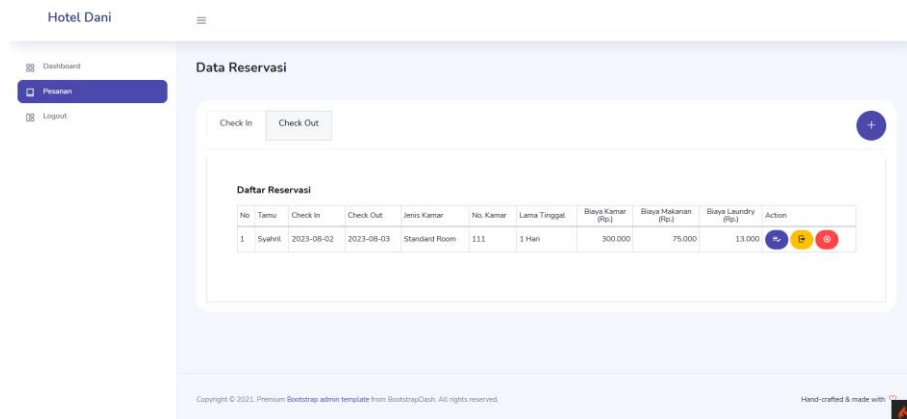 Hotel Dani
Dashboard
Pesanan
Logout
Data Reservasi
Check In Check Out
Daftar Reservasi
No Tamu Check In Check Out Jenis Kamar No. Kamar Lama Tinggal Biaya Kamar (Rp.) Biaya Makanan (Rp.) Biaya Laundry (Rp.) Action
1 Syahril 2023-08-02 2023-08-03 Standard Room 111 1 Hari 300.000 75.000 13.000
Copyright © 2021. Premium Bootstrap admin template from BootstrapDash. All rights reserved. Hand-crafted & made with